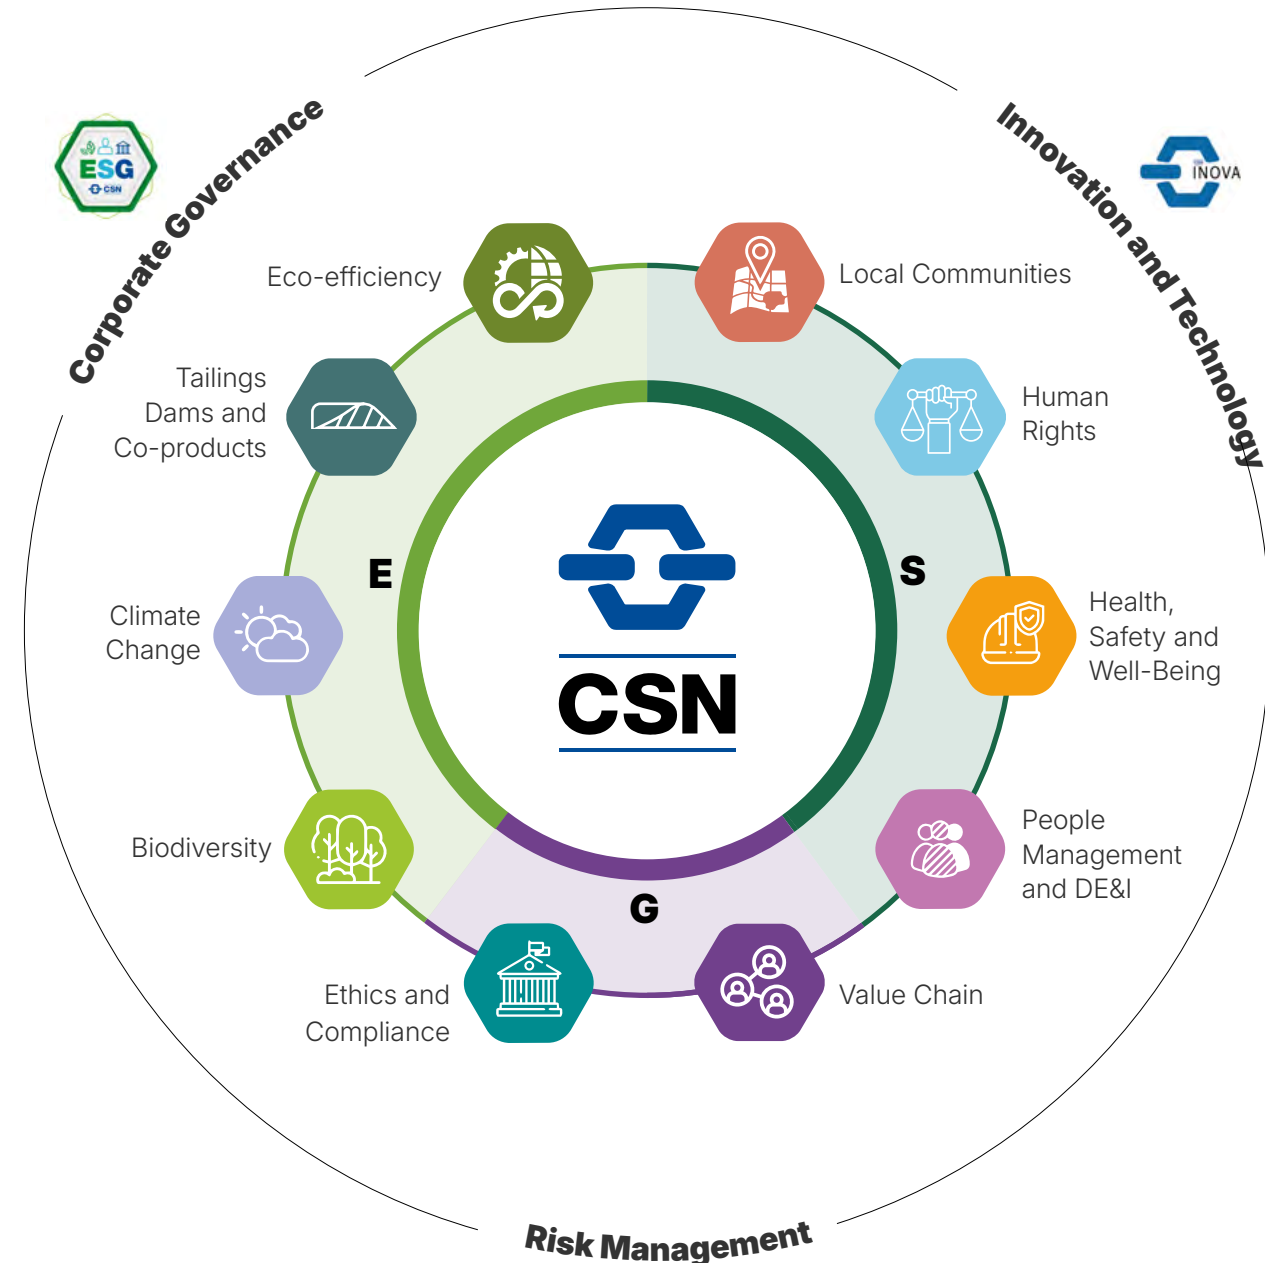 Corporate Governance
Innovation and Technology
ESG
CSN
CSN
INOVA
Eco-efficiency
Local Communities
Tailings
Dams and
Co-products
Human
Rights
E
S
Climate
Change
Health,
Safety and
Well-Being
CSN
Biodiversity
People
Management
and DE&I
G
Ethics and
Compliance
Value Chain
Risk Management